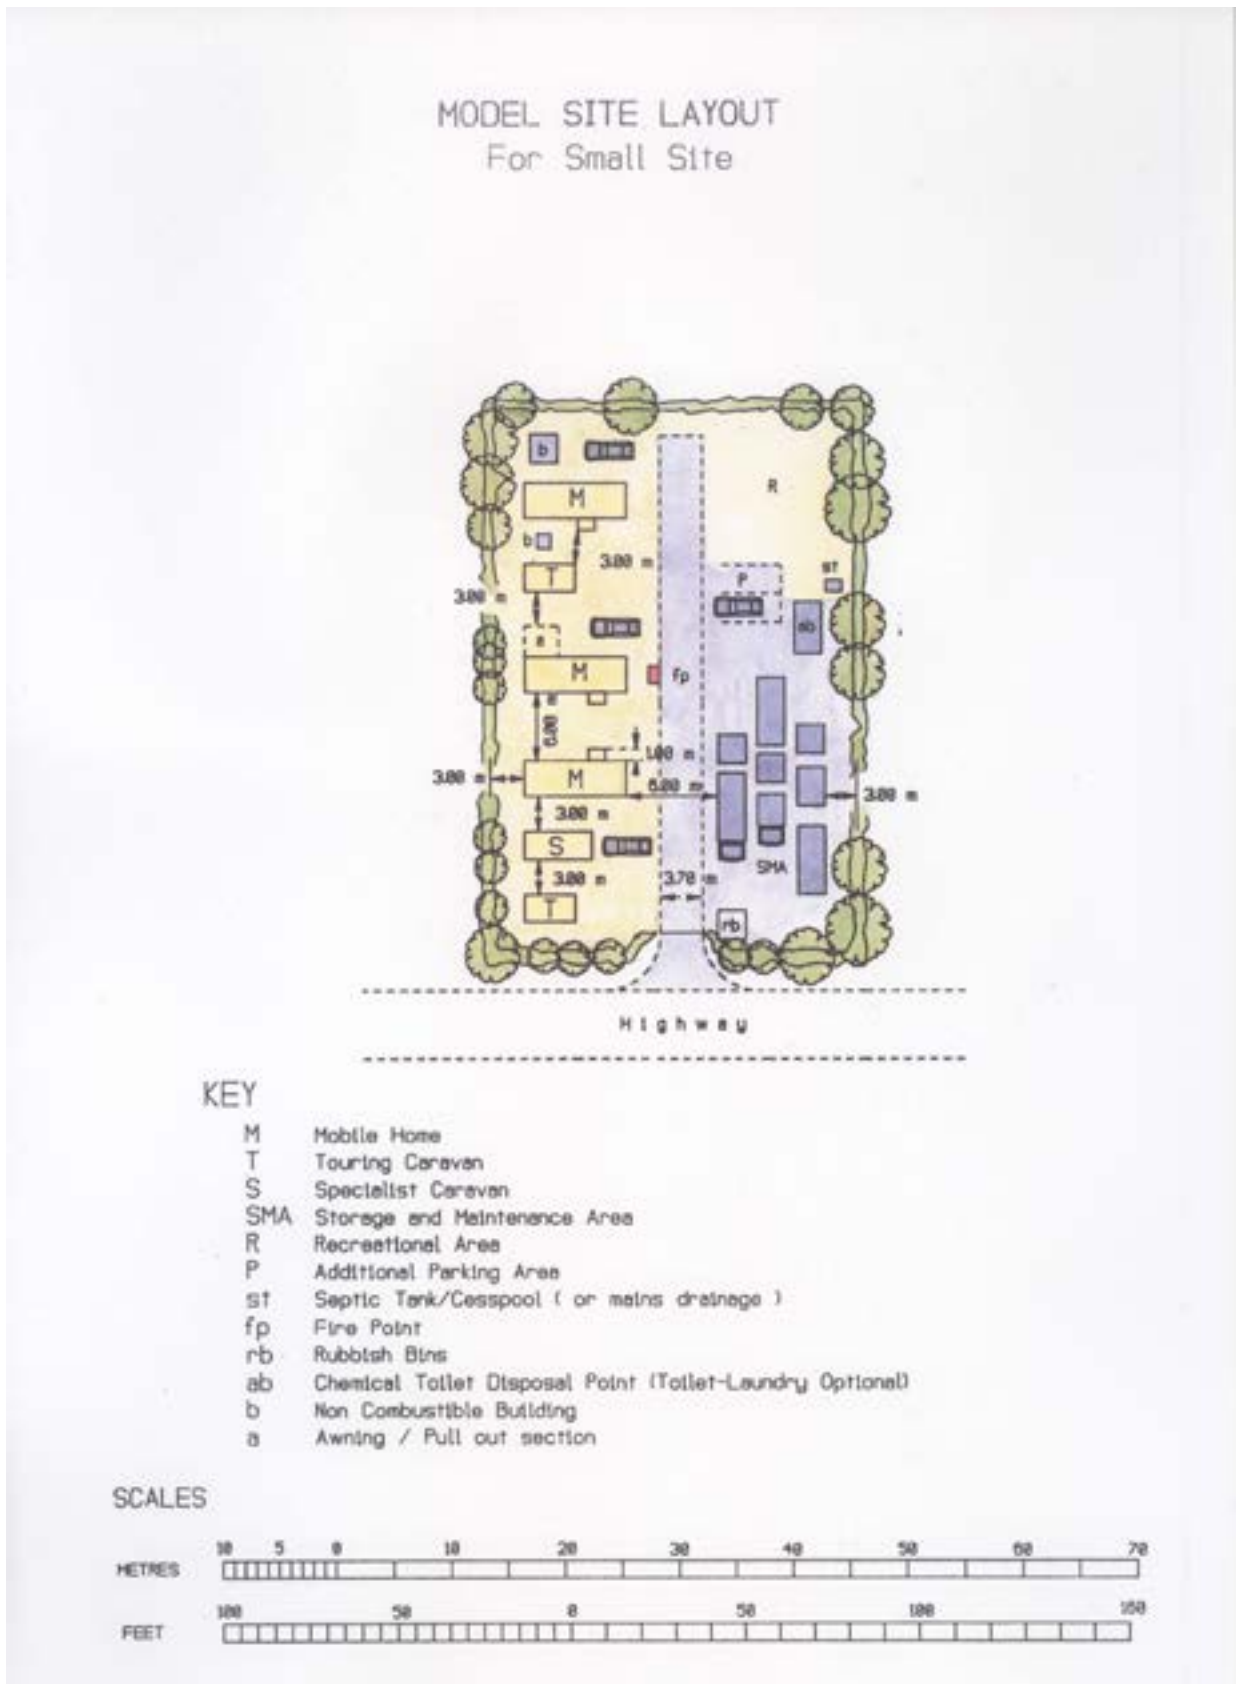 MODEL SITE LAYOUT
For Small Site
b
M
R
b
3.00 m
st
T
P
3.00 m
ab
a
M
fp
6.00 m
1.00 m
3.00 m
M
6.00 m
3.00 m
3.00 m
S
SMA
3.00 m
3.70 m
T
rb
Highway
KEY
M Mobile Home
T Touring Caravan
S Specialist Caravan
SMA Storage and Maintenance Area
R Recreational Area
P Additional Parking Area
st Septic Tank/Cesspool ( or mains drainage )
fp Fire Point
rb Rubbish Bins
ab Chemical Toilet Disposal Point (Toilet-Laundry Optional)
b Non Combustible Building
a Awning / Pull out section
SCALES
10 5 0 10 20 30 40 50 60 70
METRES
100 50 0 50 100 150
FEET